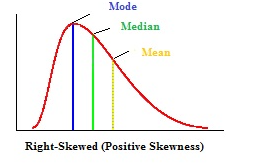 Mode
Median
Mean
Right-Skewed (Positive Skewness)